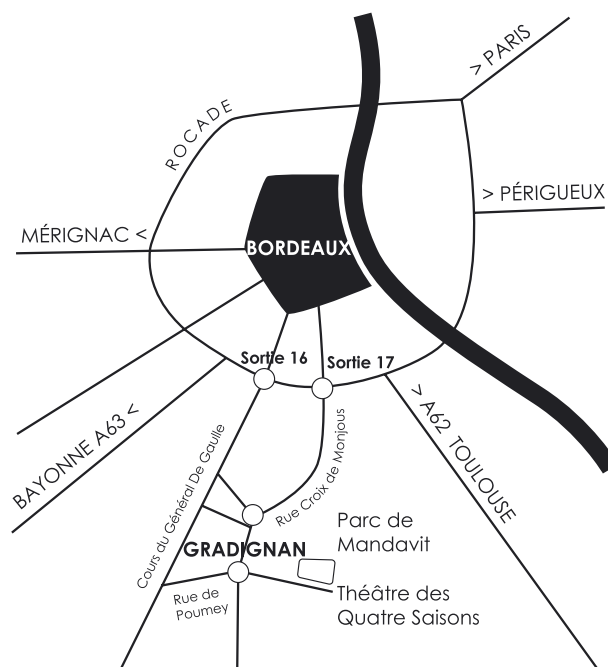 > PARIS
ROCADE
> PÉRIGUEUX
MÉRIGNAC <
BORDEAUX
Sortie 16
Sortie 17
BAYONNE A63 <
> A62 TOULOUSE
Cours du Général De Gaulle
Rue Croix de Monjous
Parc de
Mandavit
GRADIGNAN
Rue de
Poumey
Théâtre des
Quatre Saisons